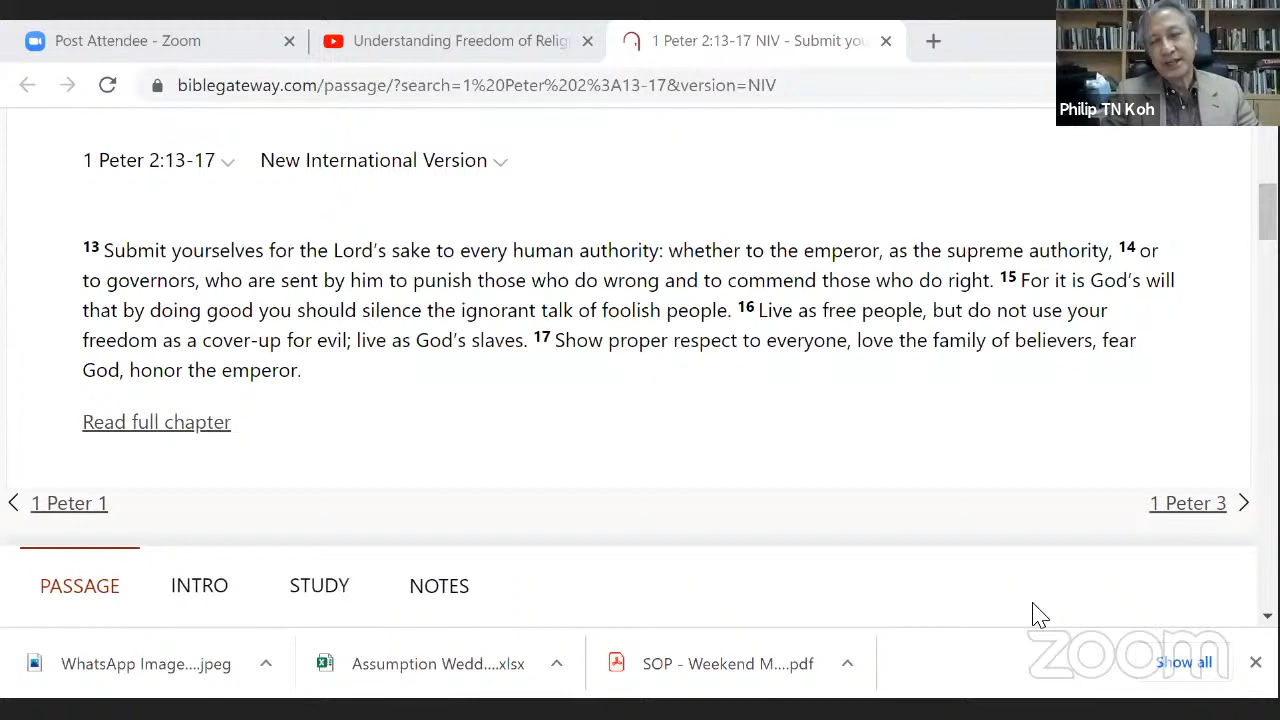 Post Attendee - Zoom
Understanding Freedom of Relig
1 Peter 2:13-17 NIV - Submit you
biblegateway.com/passage/?search=1%20Peter%202%3A13-17&version=NIV
Philip TN Koh
1 Peter 2:13-17 New International Version
13 Submit yourselves for the Lord's sake to every human authority: whether to the emperor, as the supreme authority, 14 or
to governors, who are sent by him to punish those who do wrong and to commend those who do right. 15 For it is God's will
that by doing good you should silence the ignorant talk of foolish people. 16 Live as free people, but do not use your
freedom as a cover-up for evil; live as God's slaves. 17 Show proper respect to everyone, love the family of believers, fear
God, honor the emperor.
Read full chapter
1 Peter 1
1 Peter 3
PASSAGE INTRO STUDY NOTES
WhatsApp Image....jpeg
Assumption Wedd....xlsx
SOP - Weekend M....pdf
Show all
zoom